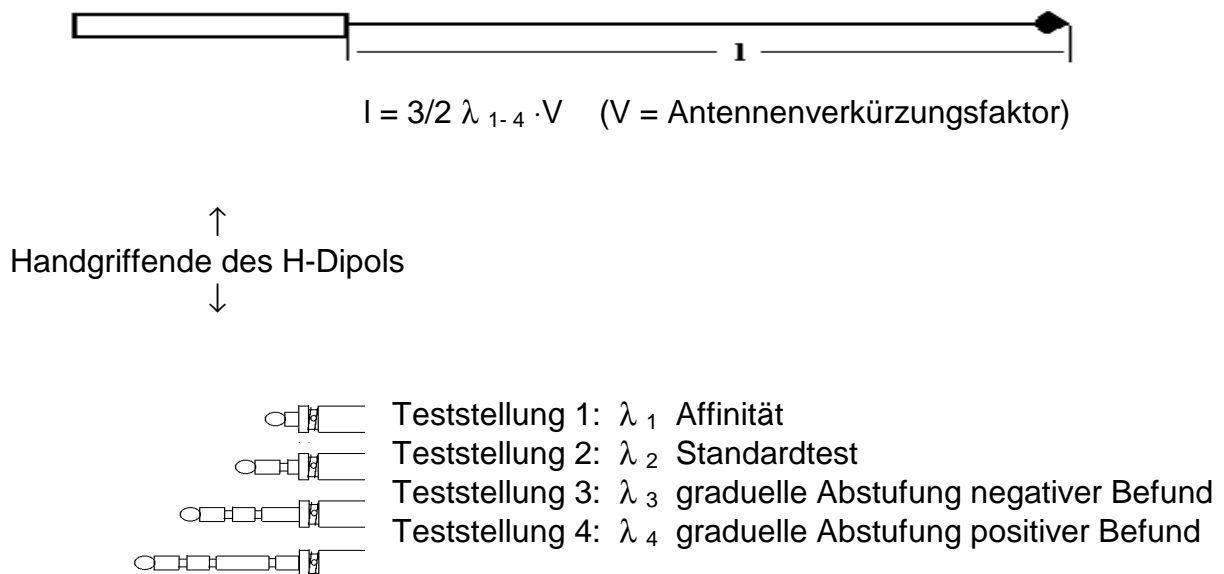 l
l = 3/2 λ 1- 4 ·V (V = Antennenverkürzungsfaktor)
↑
Handgriffende des H-Dipols
↓
Teststellung 1: λ 1 Affinität
Teststellung 2: λ 2 Standardtest
Teststellung 3: λ 3 graduelle Abstufung negativer Befund
Teststellung 4: λ 4 graduelle Abstufung positiver Befund